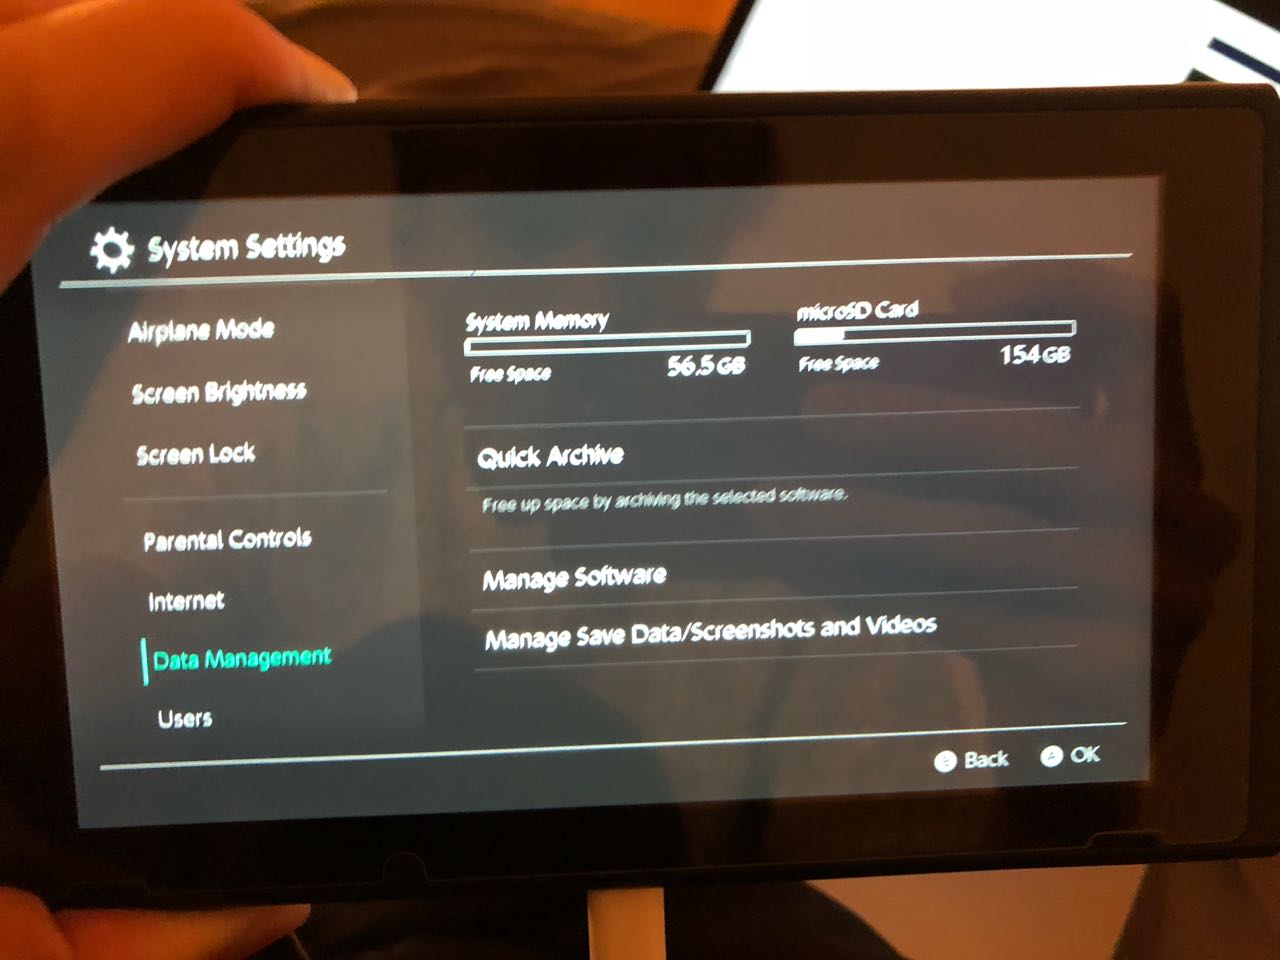 System Settings
Airplane Mode
Screen Brightness
Screen Lock
Parental Controls
Internet
Data Management
Users
System Memory
Free Space 56.5 GB
microSD Card
Free Space 154 GB
Quick Archive
Free up space by archiving the selected software.
Manage Software
Manage Save Data/Screenshots and Videos
B Back A OK